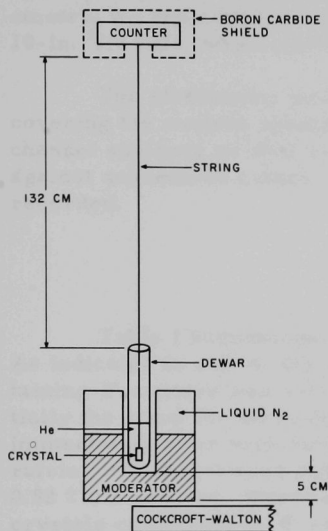 BORON CARBIDE
SHIELD
COUNTER
STRING
132 CM
DEWAR
LIQUID N₂
He
CRYSTAL
MODERATOR
5 CM
COCKCROFT-WALTON